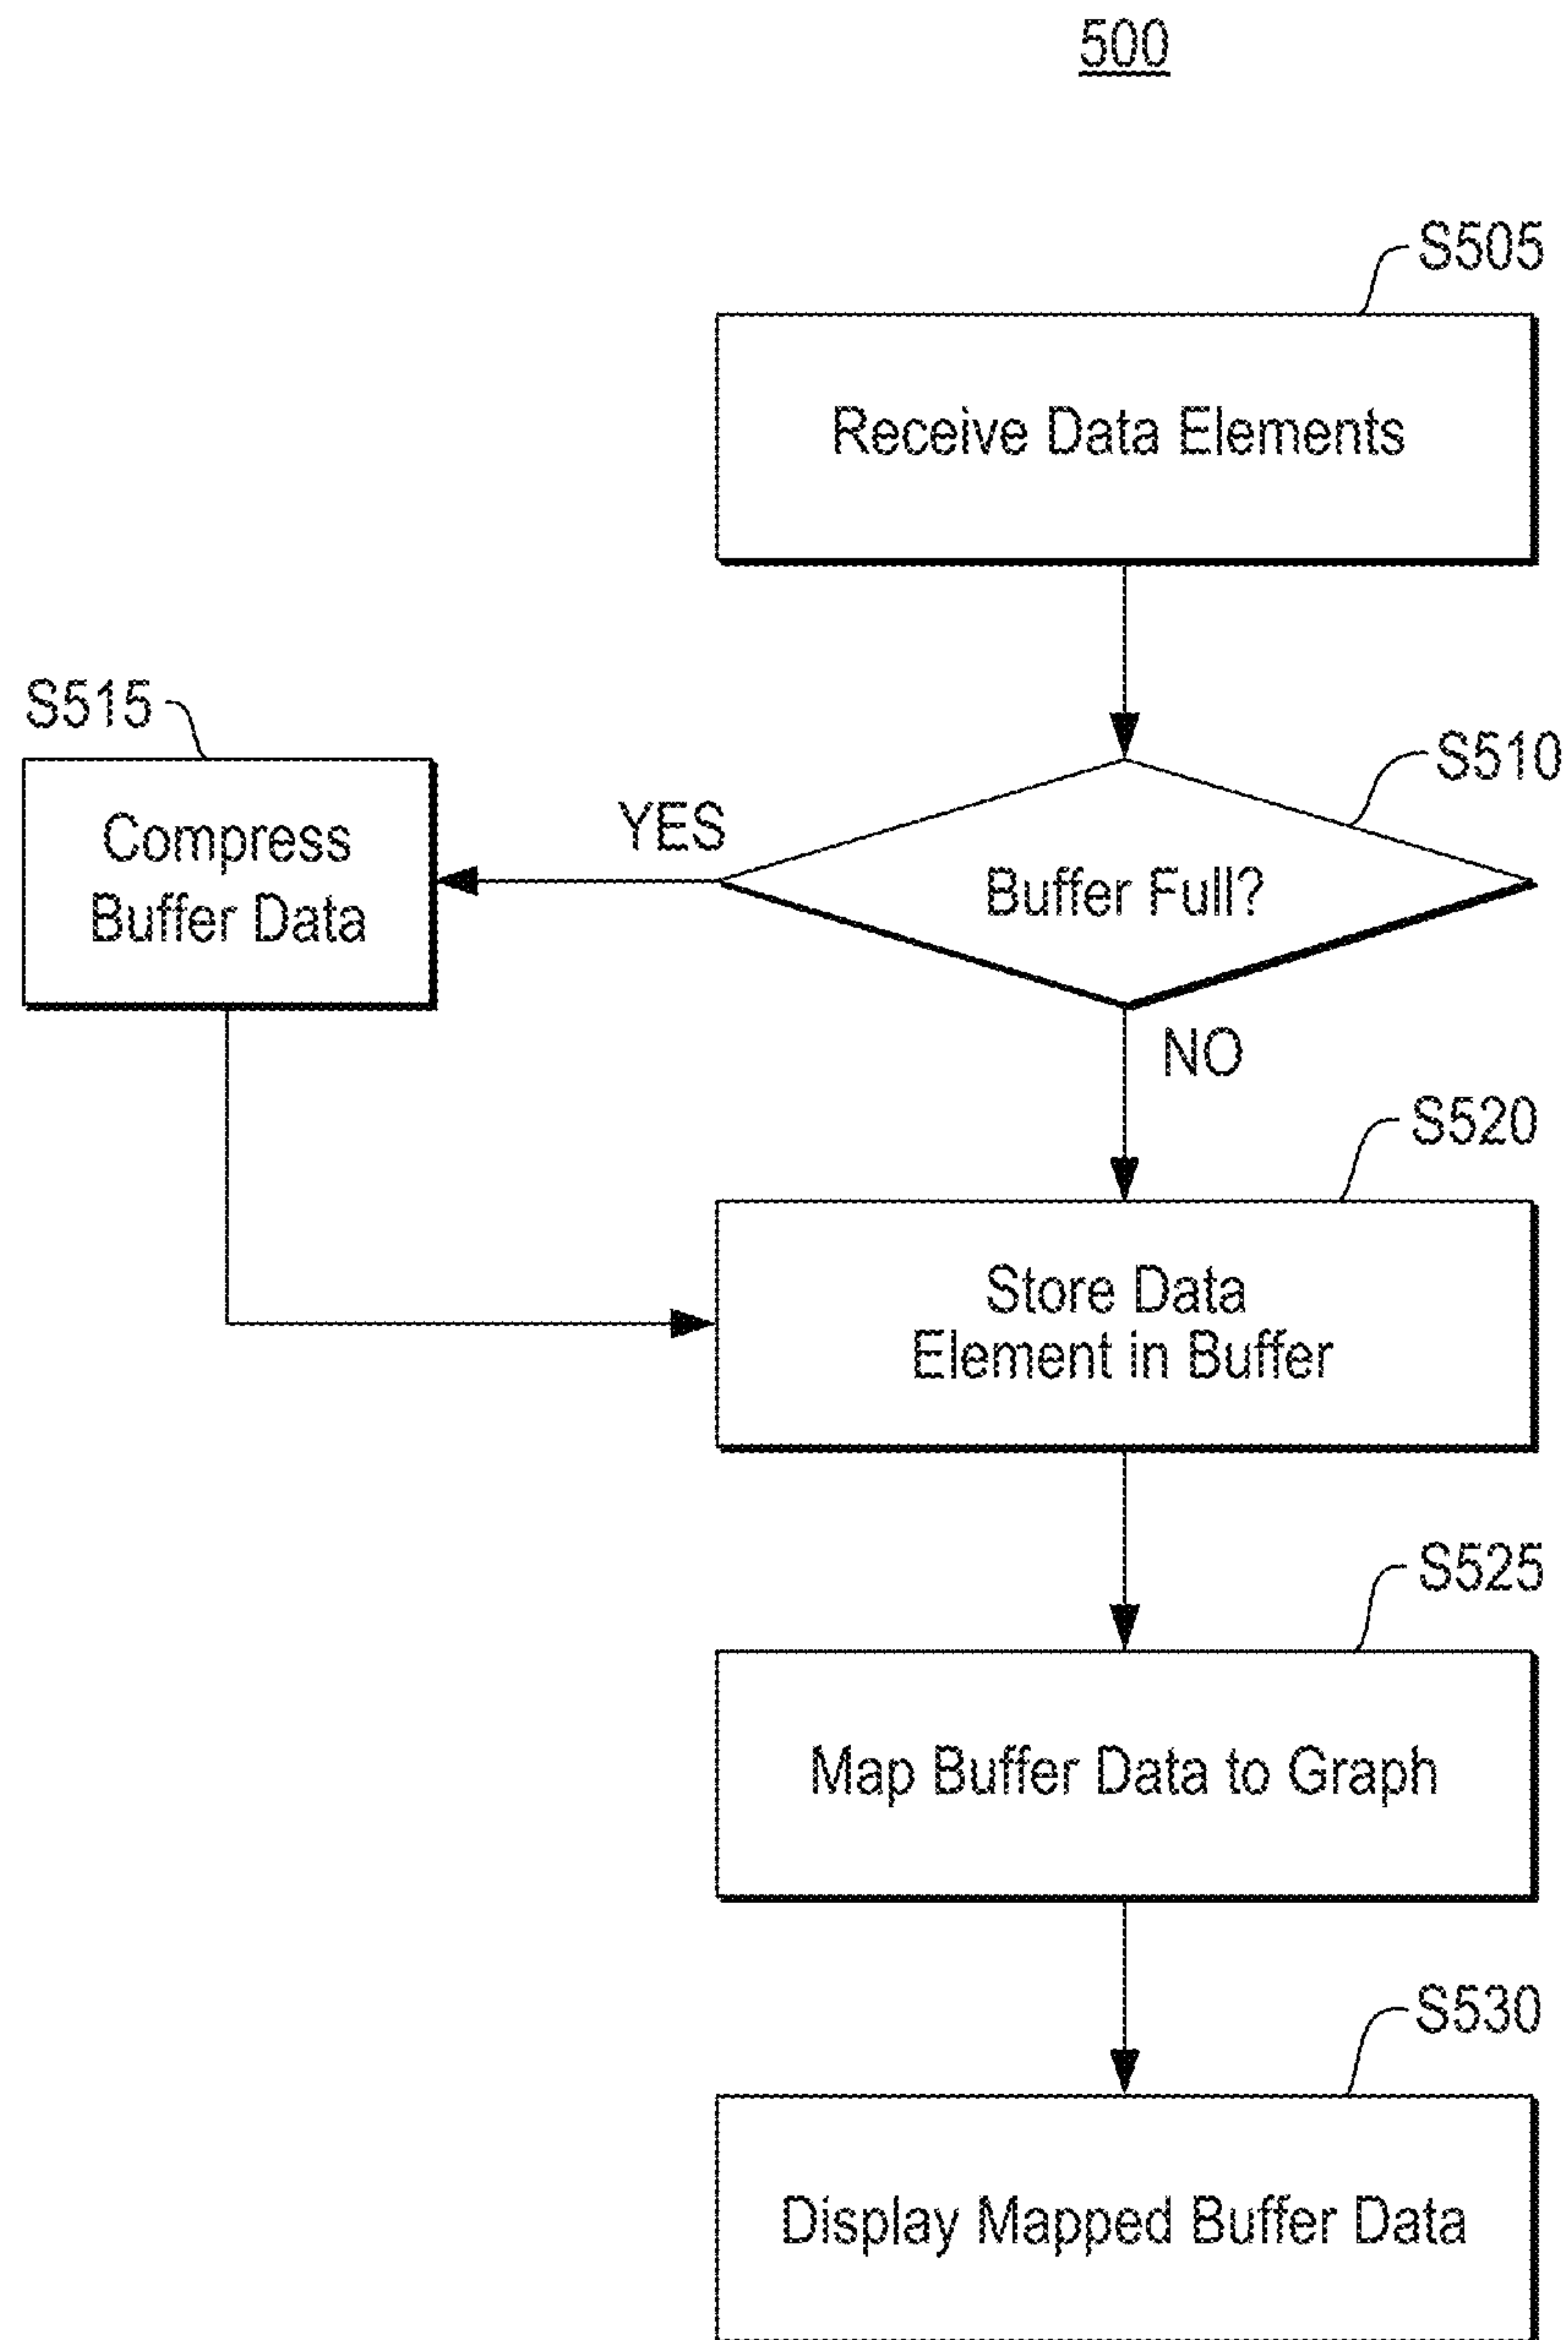 500
S505
Receive Data Elements
S515
S510
Compress
Buffer Data
YES
Buffer Full?
NO
S520
Store Data
Element in Buffer
S525
Map Buffer Data to Graph
S530
Display Mapped Buffer Data